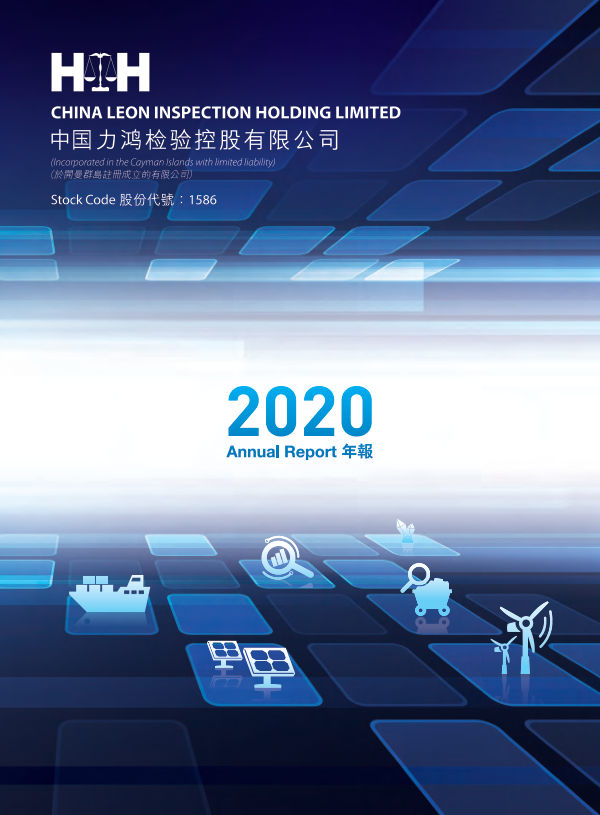 HH
CHINA LEON INSPECTION HOLDING LIMITED
中国力鸿检验控股有限公司
(Incorporated in the Cayman Islands with limited liability)
(於開曼群島註冊成立的有限公司)
Stock Code 股份代號：1586
2020
Annual Report 年報